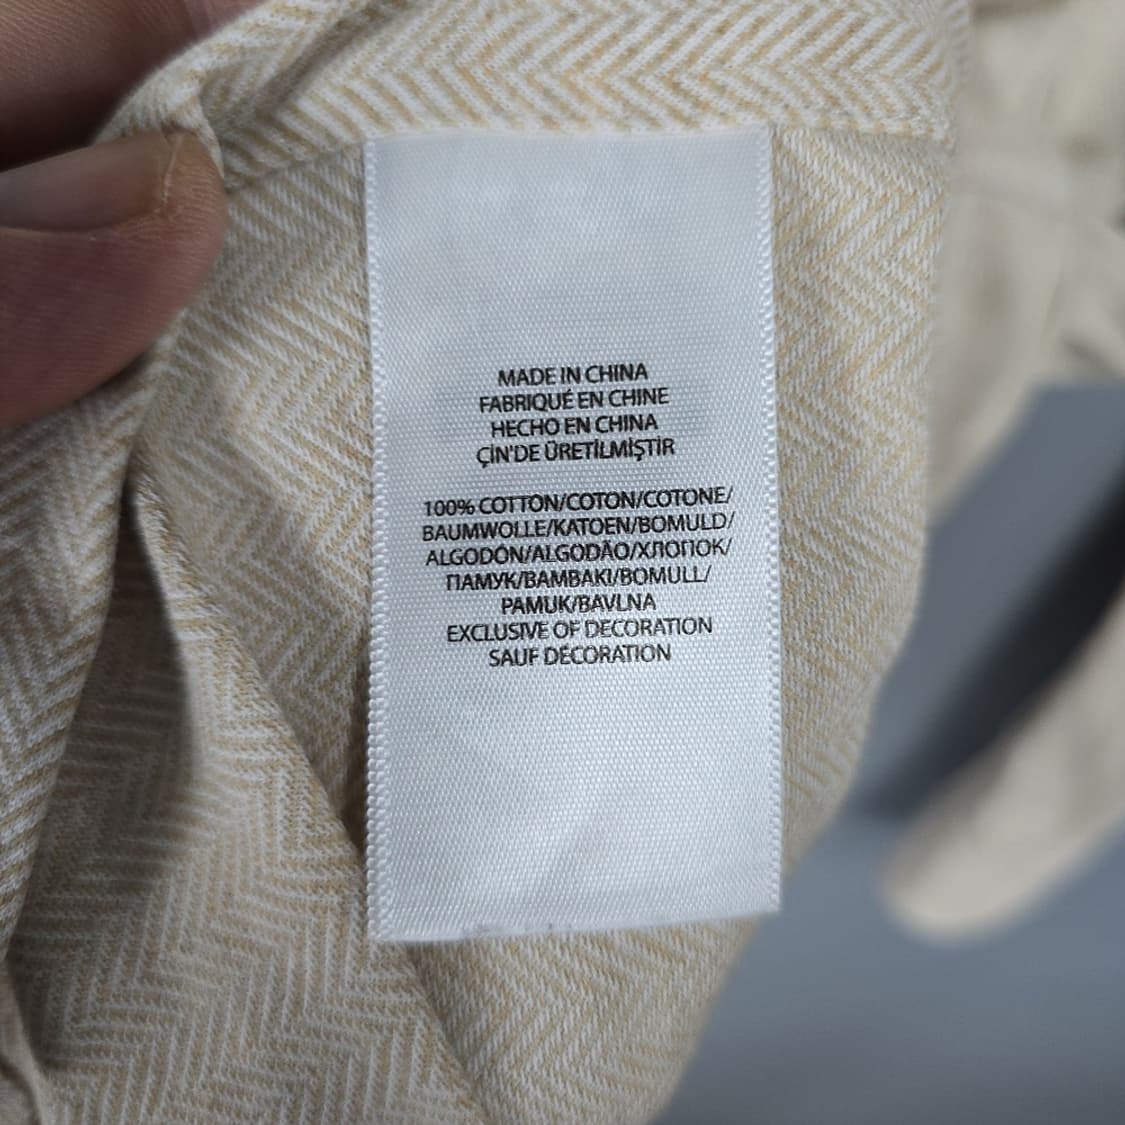 MADE IN CHINA
FABRIQUÉ EN CHINE
HECHO EN CHINA
ÇİN'DE ÜRETİLMİŞTİR
100% COTTON/COTON/COTONE/
BAUMWOLLE/KATOEN/BOMULD/
ALGODÓN/ALGODÃO/ХЛОПОК/
ПАМУК/BAMBAKI/BOMULL/
PAMUK/BAVLNA
EXCLUSIVE OF DECORATION
SAUF DÉCORATION